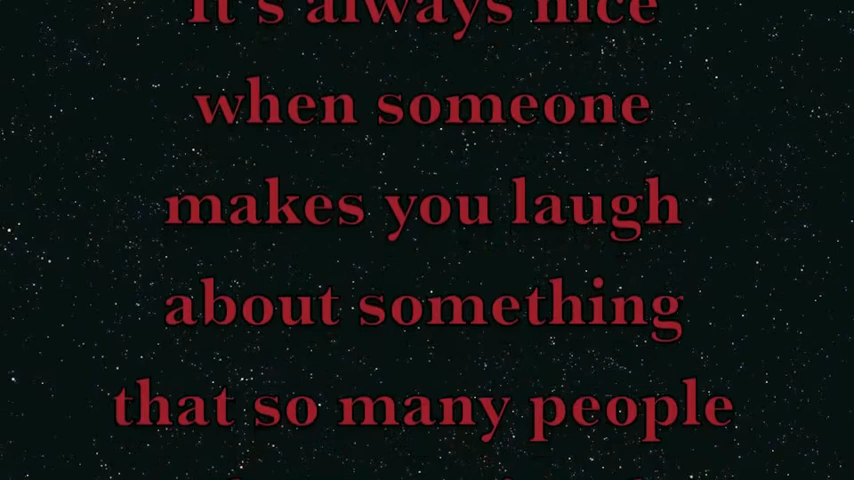 It's always nice
when someone
makes you laugh
about something
that so many people